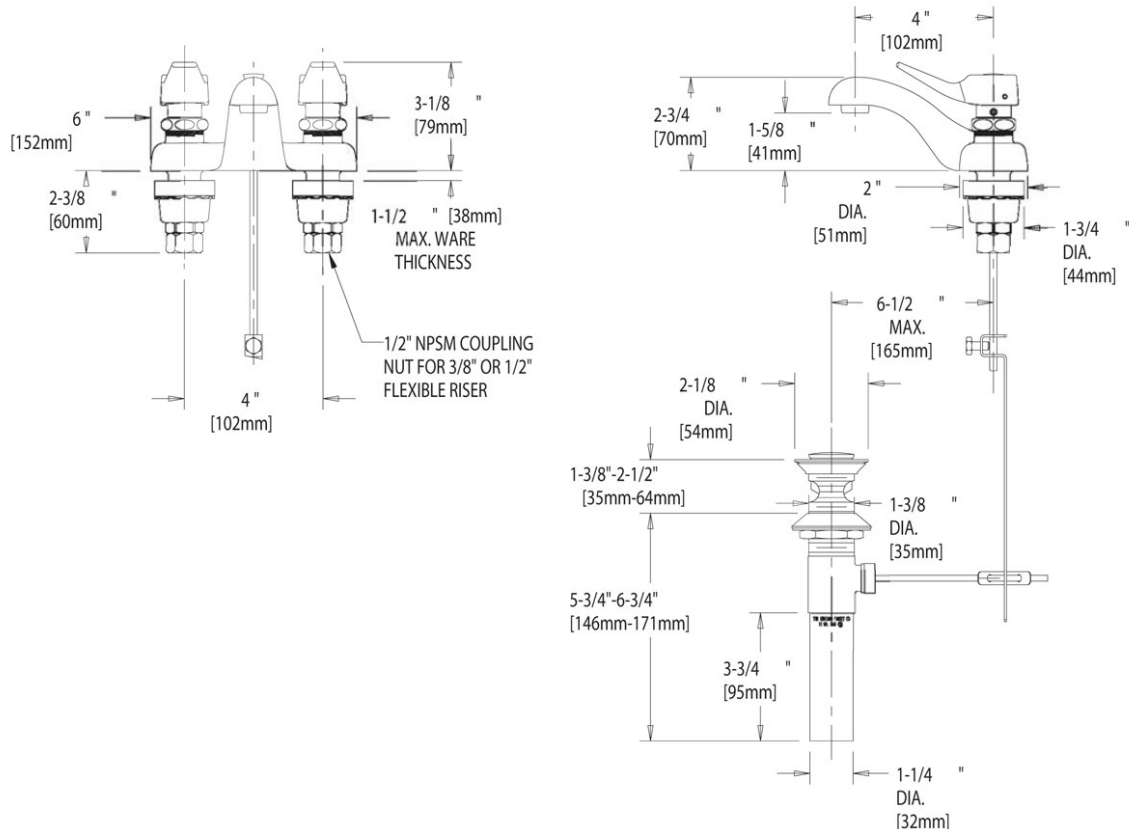 6 "
[152mm]
2-3/8 "
[60mm]
3-1/8 "
[79mm]
1-1/2 " [38mm]
MAX. WARE
THICKNESS
1/2" NPSM COUPLING
NUT FOR 3/8" OR 1/2"
FLEXIBLE RISER
4 "
[102mm]
4 "
[102mm]
2-3/4 "
[70mm]
1-5/8 "
[41mm]
2 "
DIA.
[51mm]
1-3/4 "
DIA.
[44mm]
6-1/2 "
MAX.
[165mm]
2-1/8 "
DIA.
[54mm]
1-3/8"-2-1/2"
[35mm-64mm]
1-3/8 "
DIA.
[35mm]
5-3/4"-6-3/4"
[146mm-171mm]
3-3/4 "
[95mm]
1-1/4 "
DIA.
[32mm]